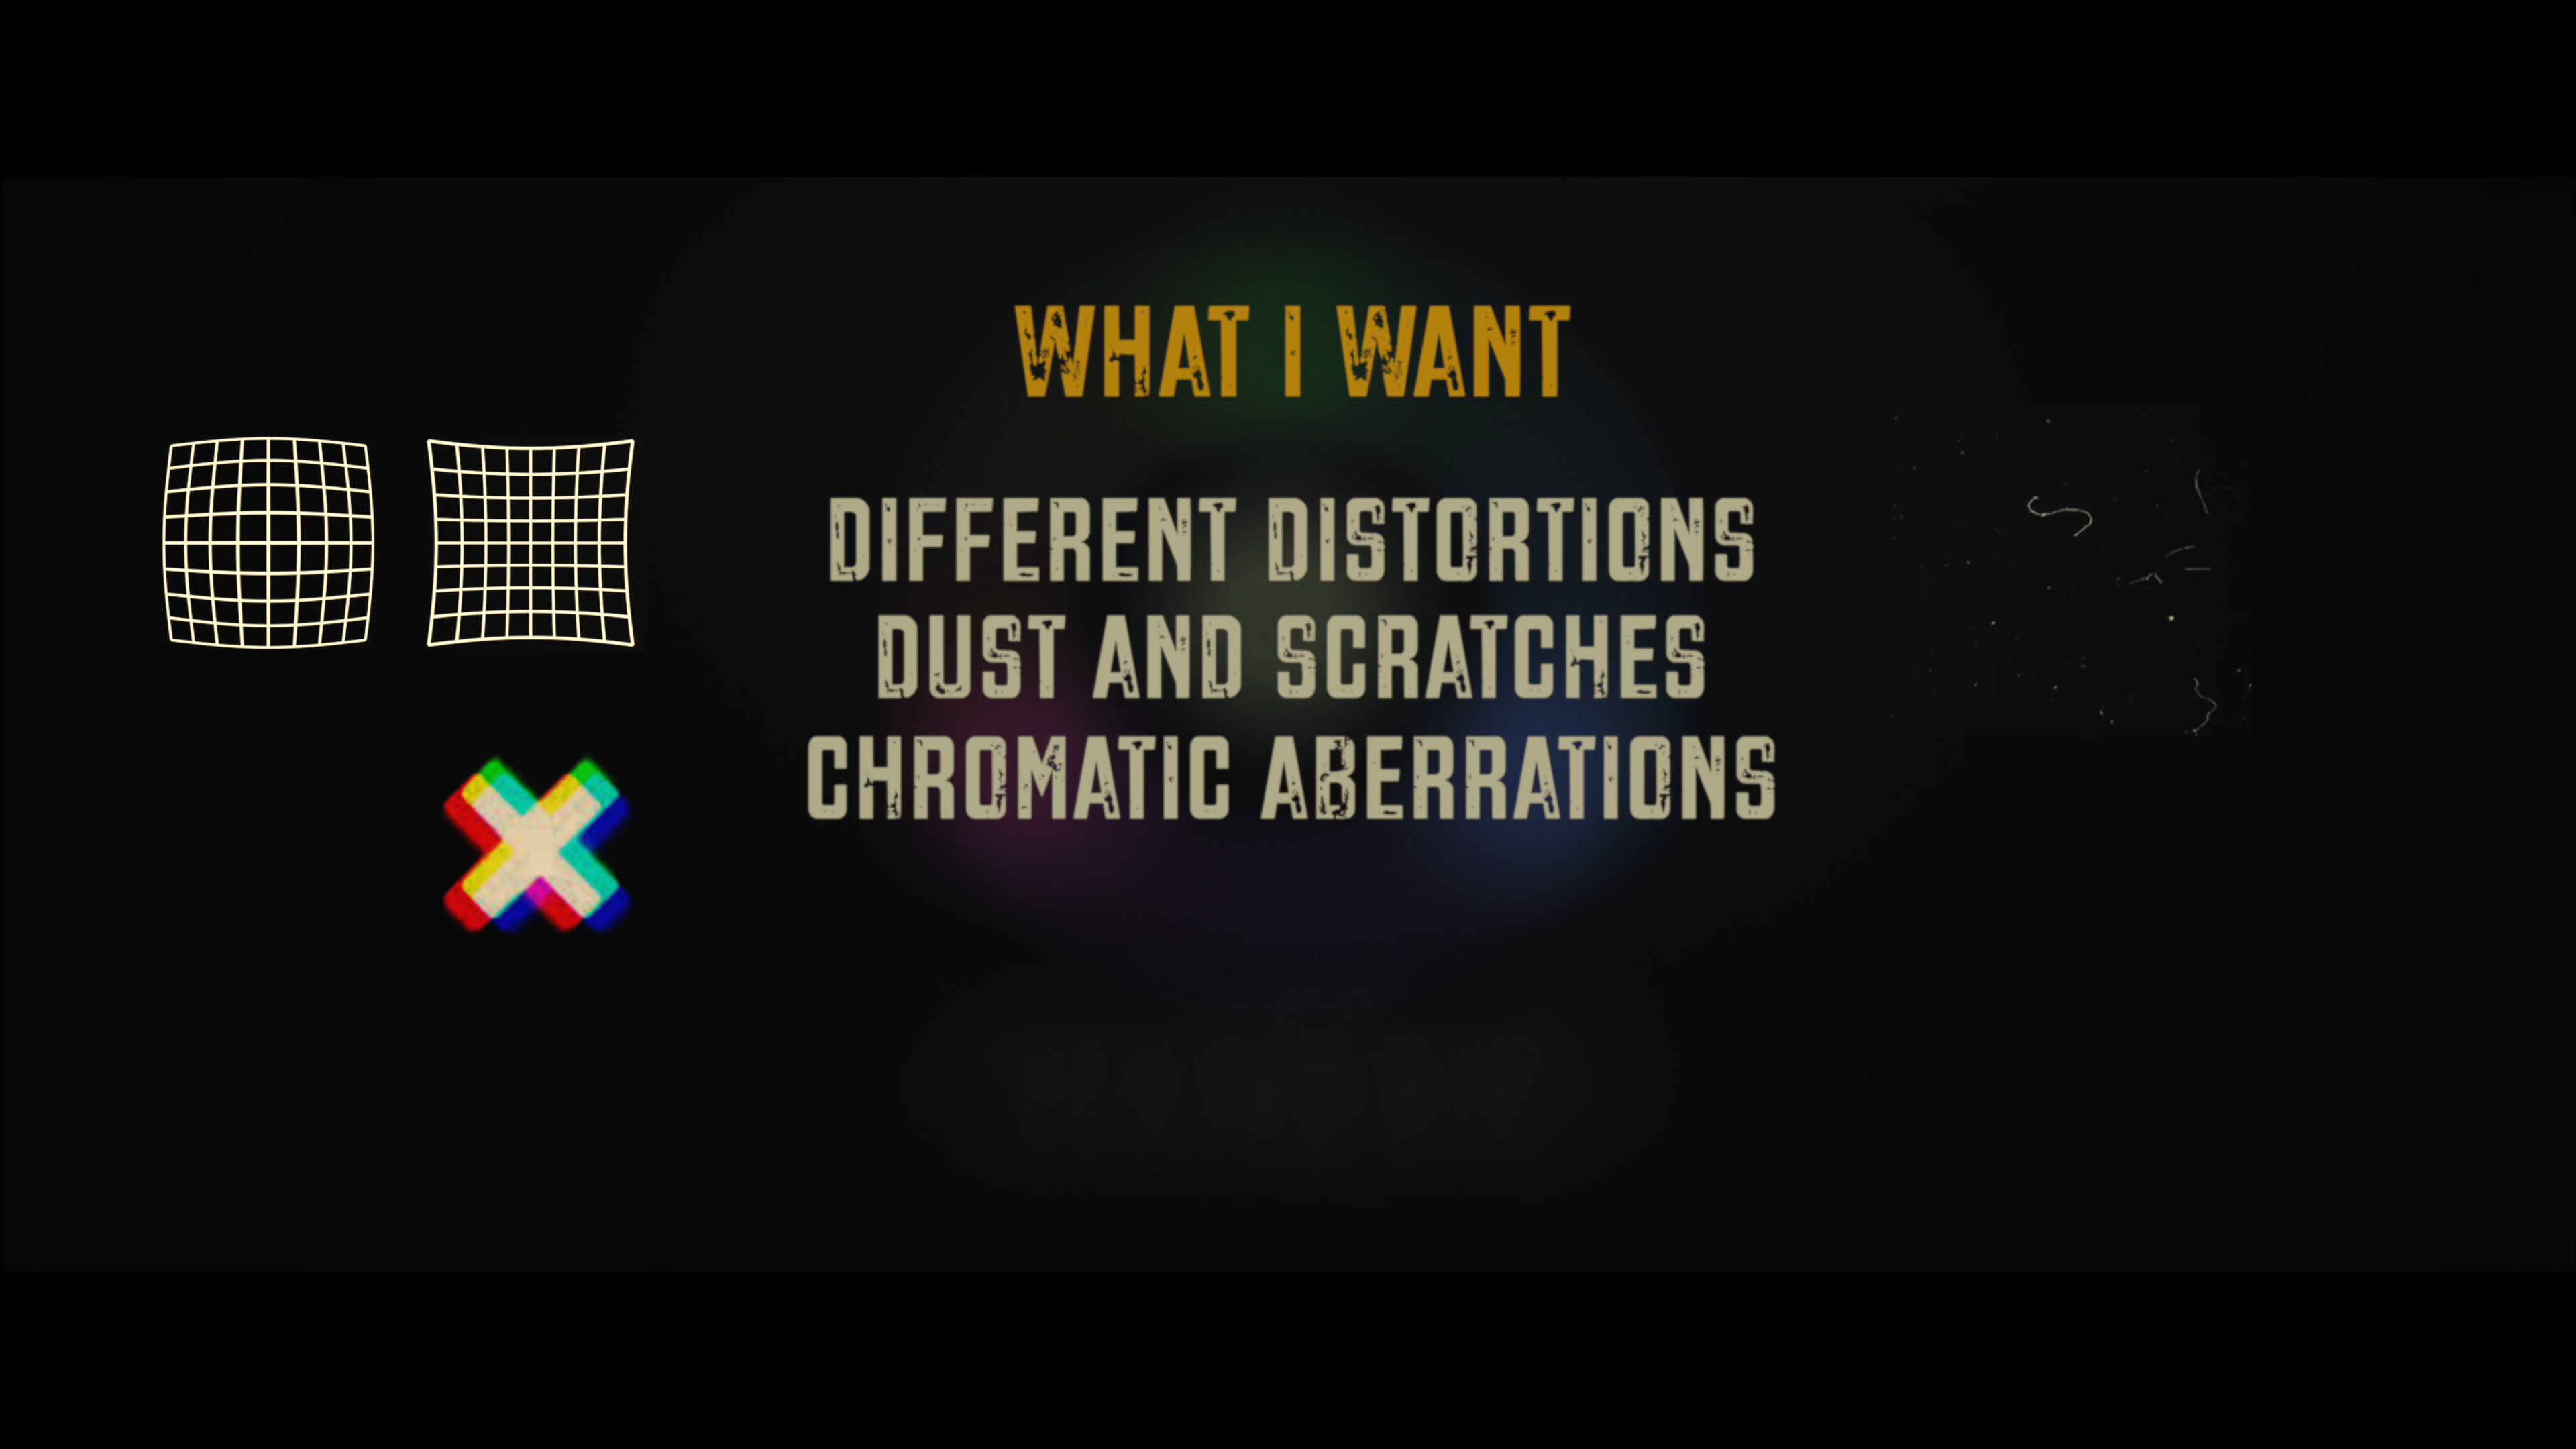 WHAT I WANT
DIFFERENT DISTORTIONS
DUST AND SCRATCHES
CHROMATIC ABERRATIONS